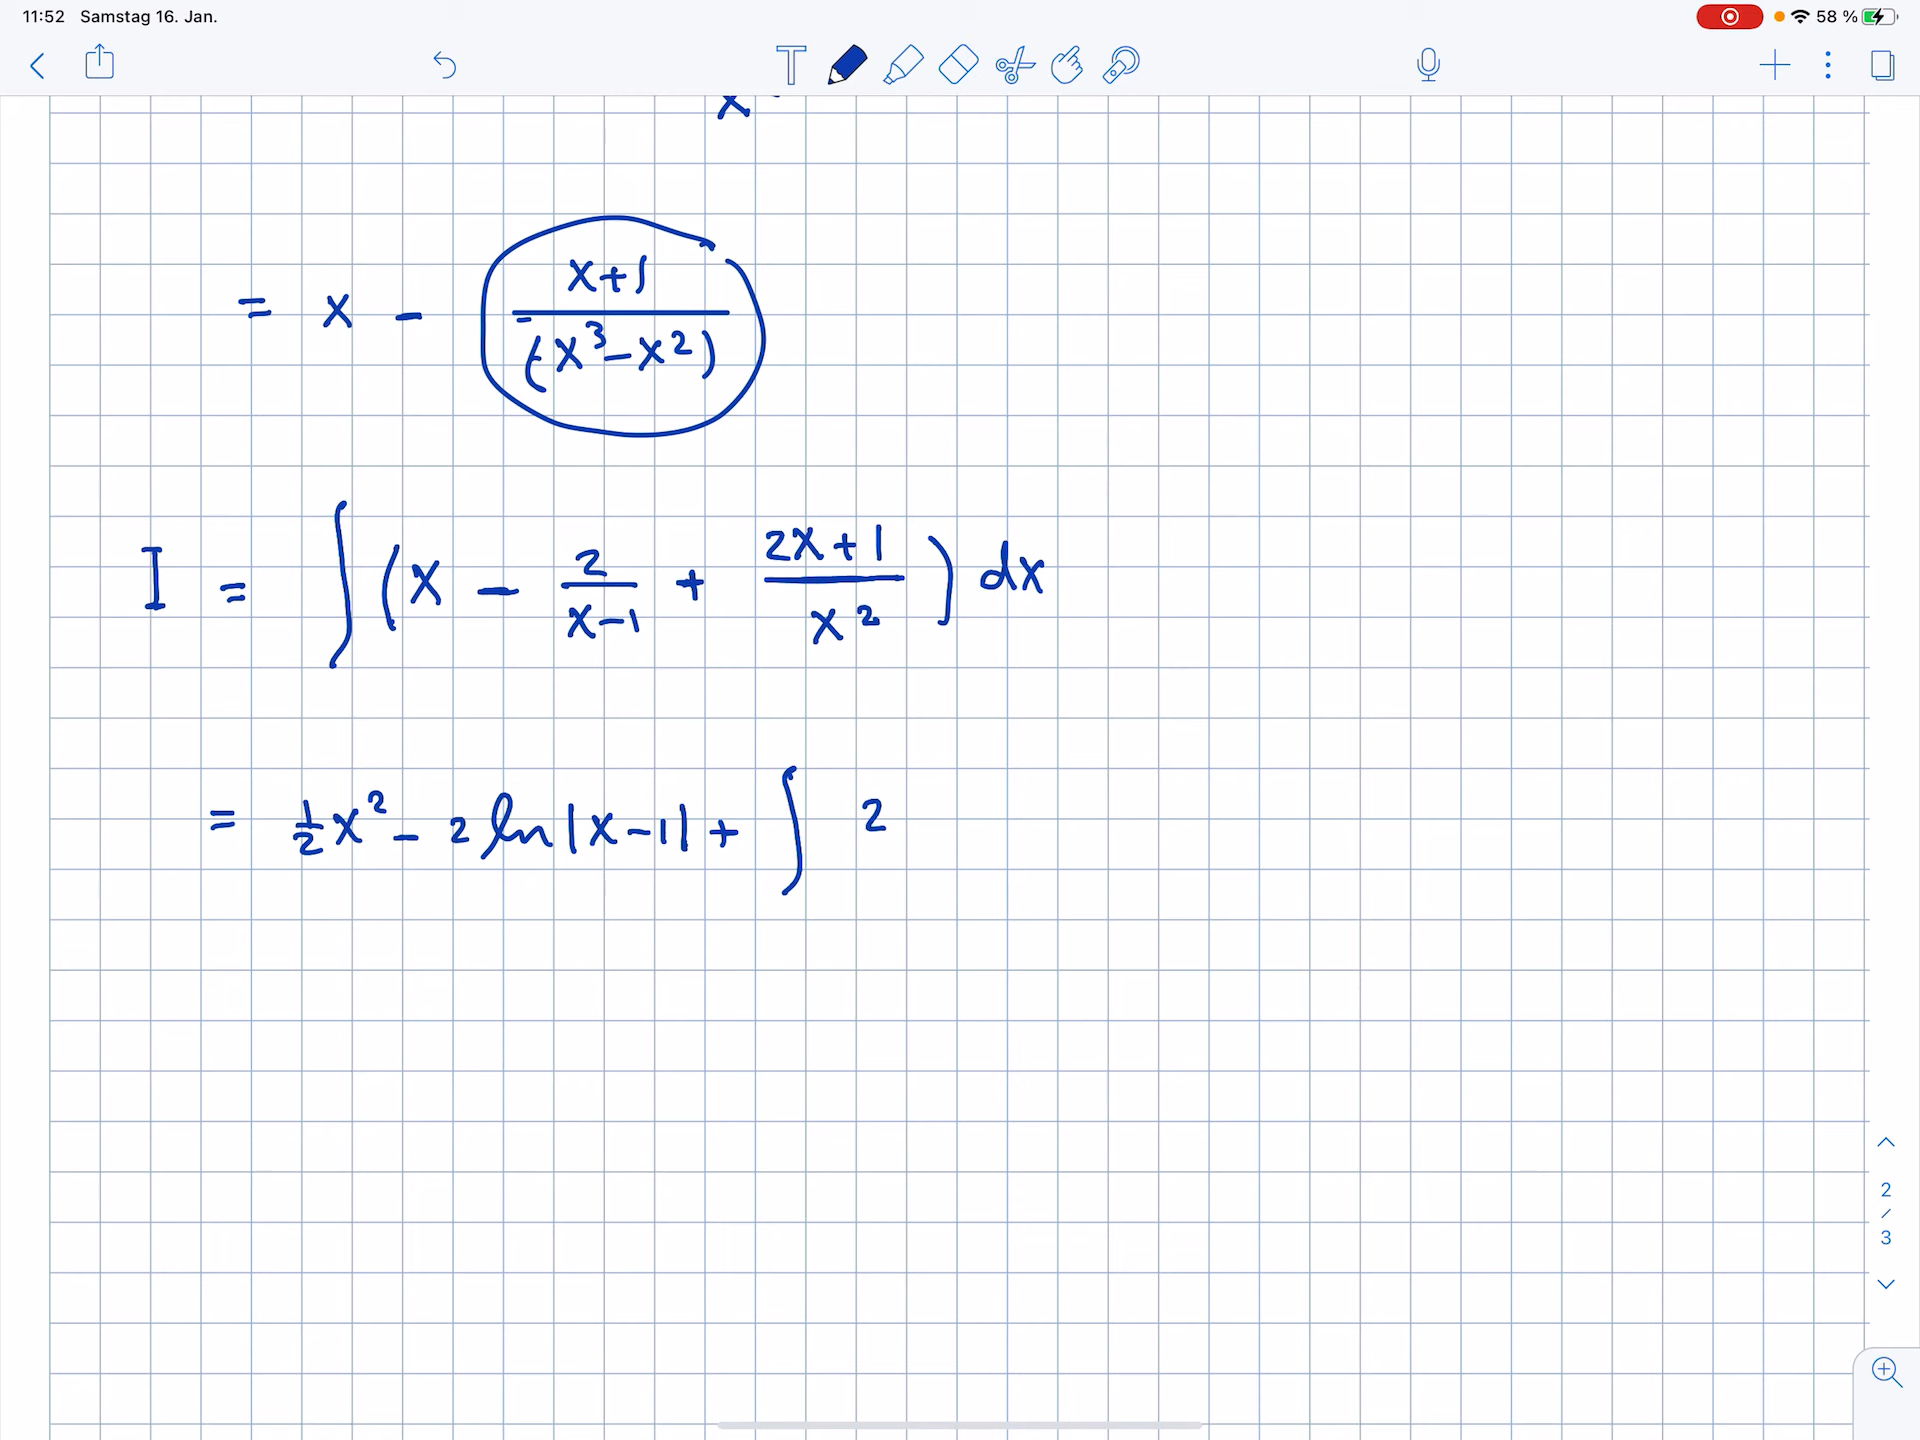 11:52 Samstag 16. Jan. 58 %
T
x
= x - (x+1)/(x³-x²)
I = ∫ (x - 2/(x-1) + (2x+1)/x²) dx
= ½x² - 2 ln|x-1| + ∫ 2
2
/
3